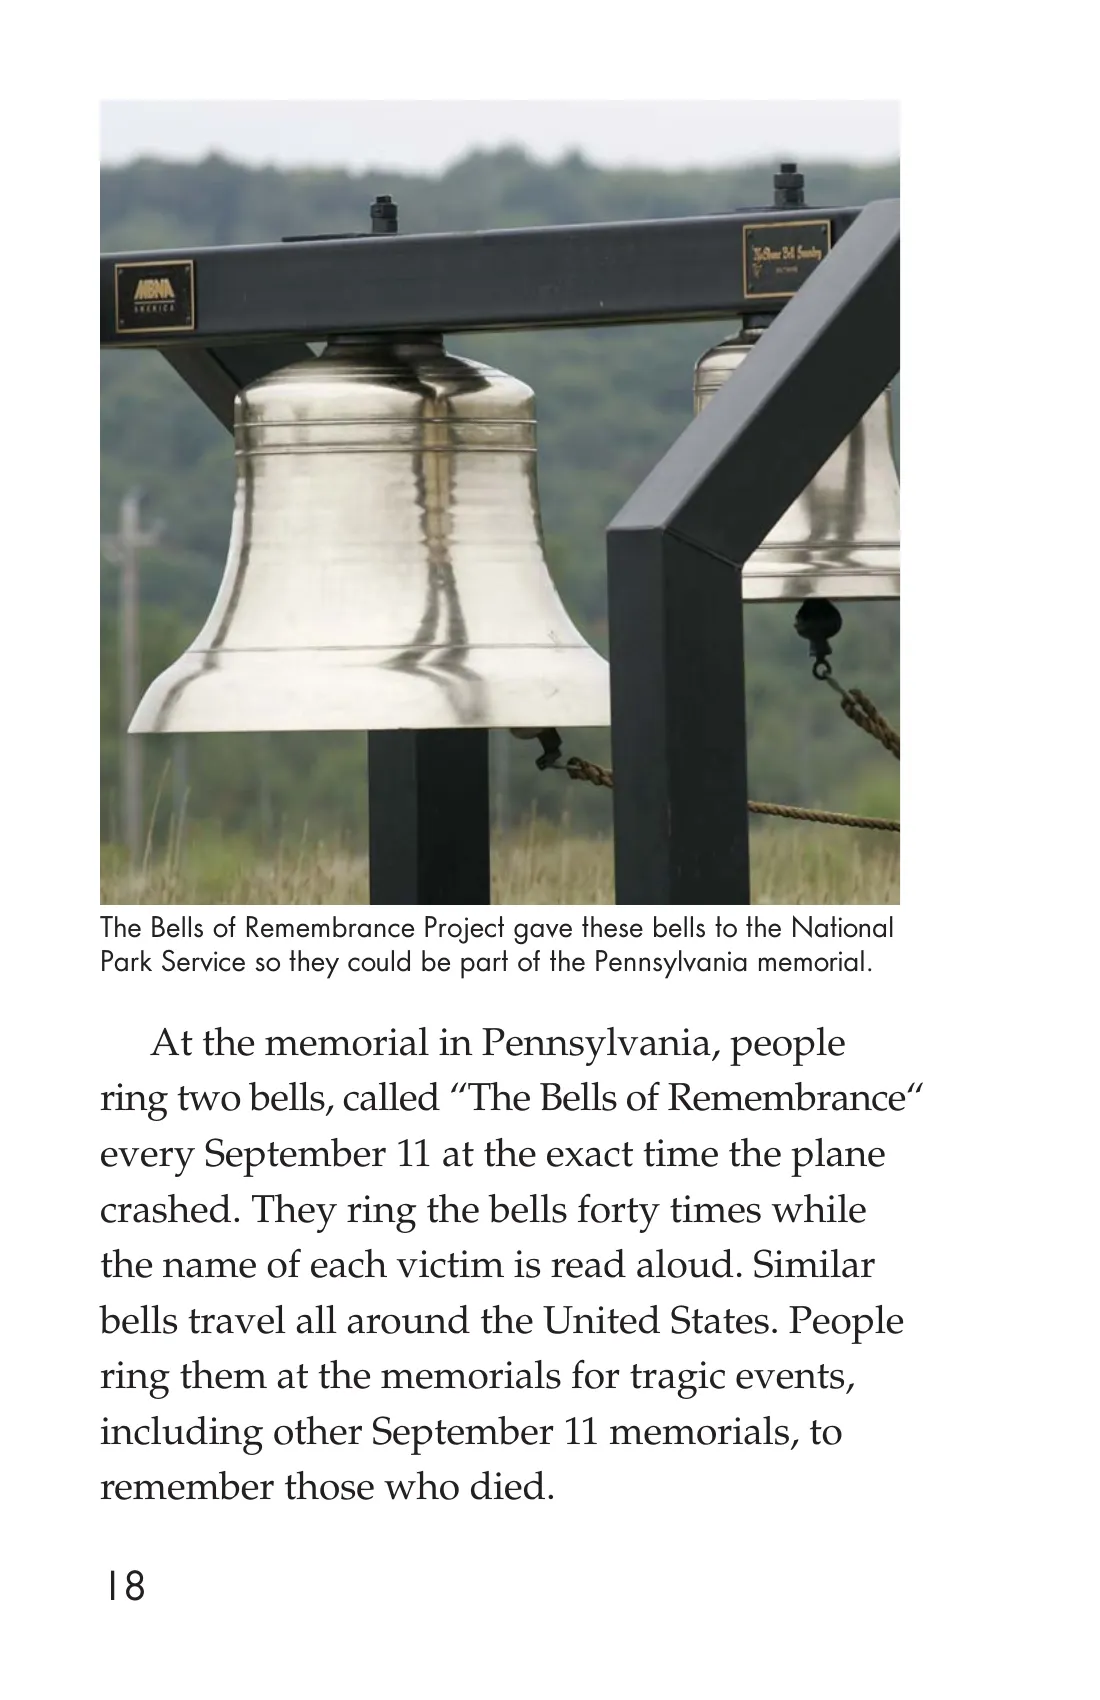 MBNA
AMERICA
McShane Bell Foundry
The Bells of Remembrance Project gave these bells to the National
Park Service so they could be part of the Pennsylvania memorial.
At the memorial in Pennsylvania, people
ring two bells, called “The Bells of Remembrance“
every September 11 at the exact time the plane
crashed. They ring the bells forty times while
the name of each victim is read aloud. Similar
bells travel all around the United States. People
ring them at the memorials for tragic events,
including other September 11 memorials, to
remember those who died.
18